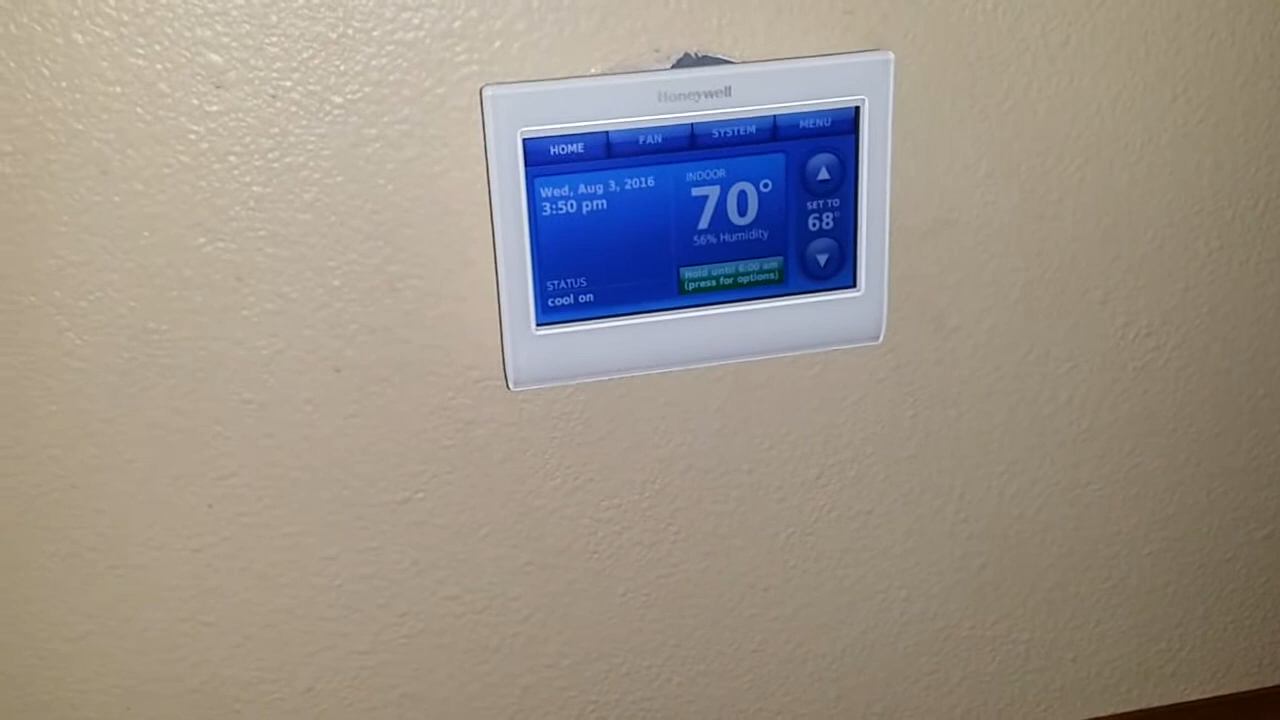 Honeywell
HOME
FAN
SYSTEM
MENU
Wed, Aug 3, 2016
3:50 pm
INDOOR
70°
56% Humidity
SET TO
68°
Hold until 6:00 am
(press for options)
STATUS
cool on